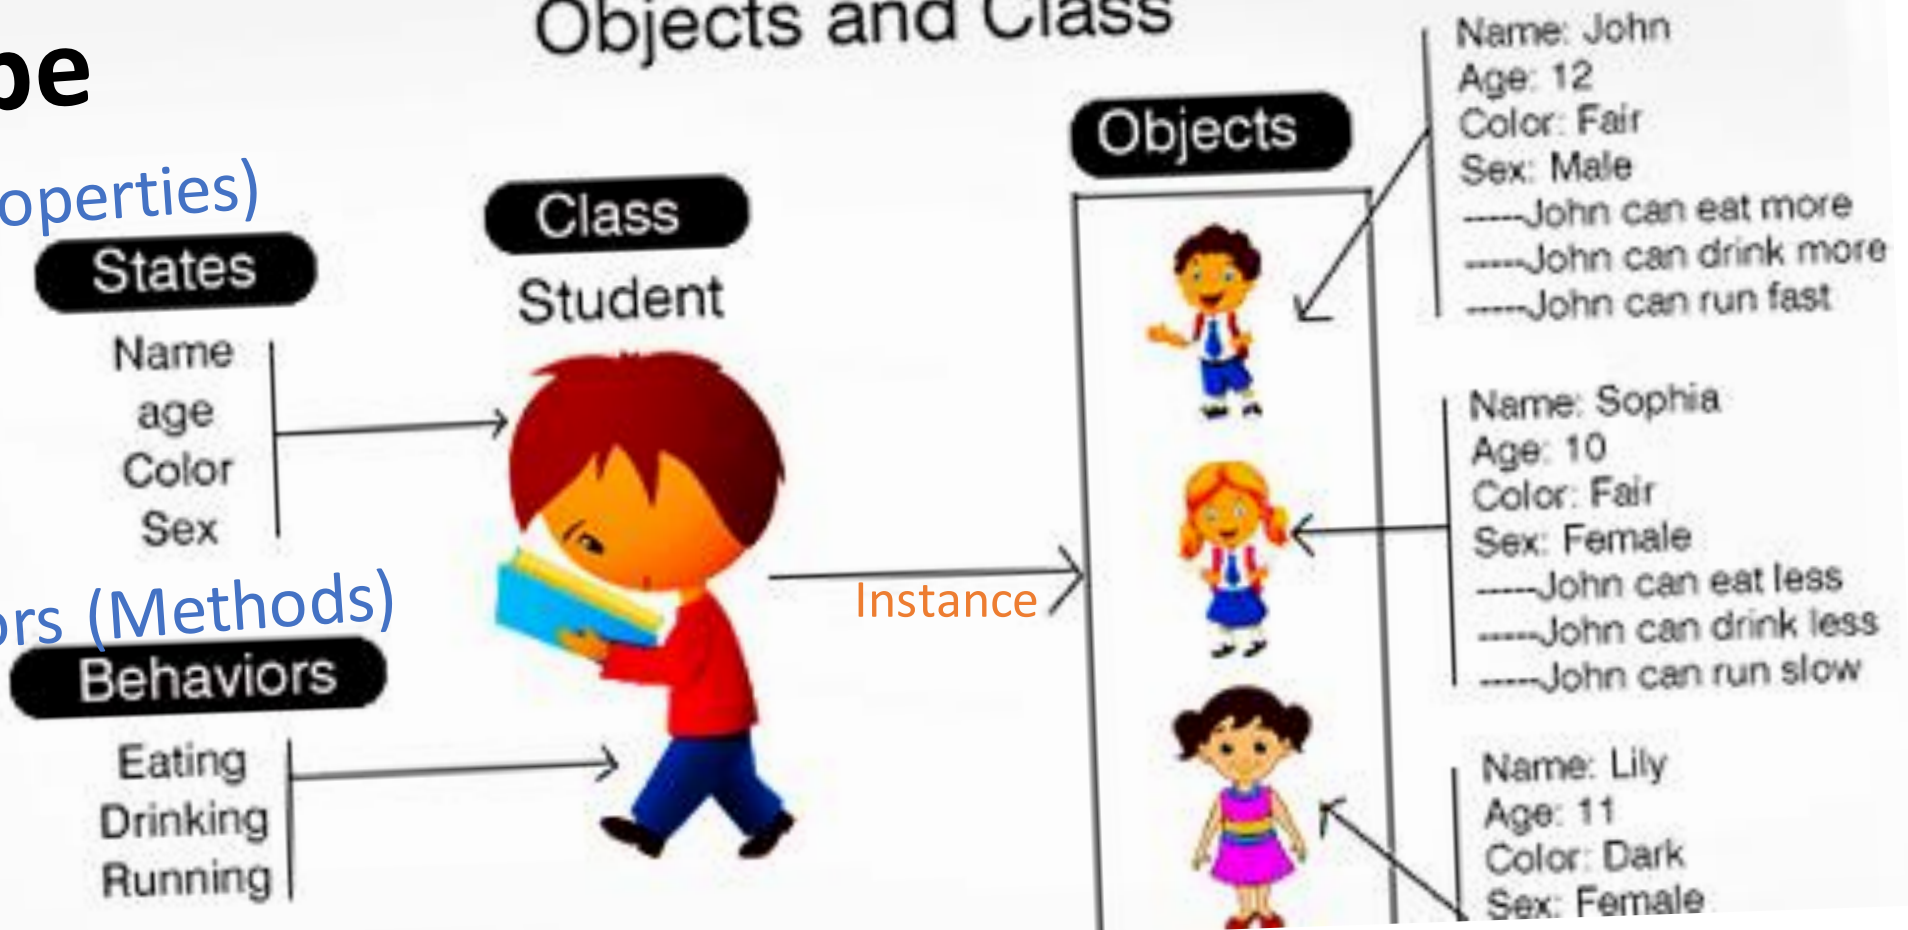 Objects and Class
be
operties)
States
Name
age
Color
Sex
ors (Methods)
Behaviors
Eating
Drinking
Running
Class
Student
Instance
Objects
Name: John
Age: 12
Color: Fair
Sex: Male
-----John can eat more
-----John can drink more
-----John can run fast
Name: Sophia
Age: 10
Color: Fair
Sex: Female
-----John can eat less
-----John can drink less
-----John can run slow
Name: Lily
Age: 11
Color: Dark
Sex: Female